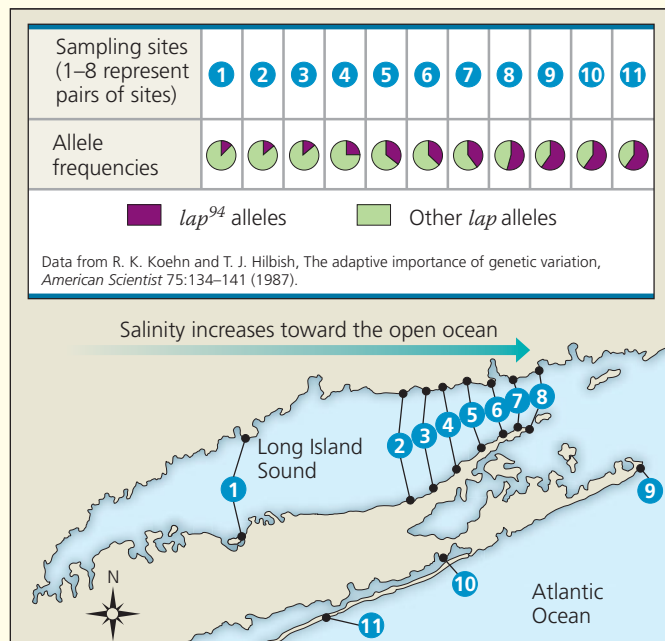 Sampling sites
(1–8 represent
pairs of sites)
1 2 3 4 5 6 7 8 9 10 11
Allele
frequencies
lap94 alleles
Other lap alleles
Data from R. K. Koehn and T. J. Hilbish, The adaptive importance of genetic variation,
American Scientist 75:134–141 (1987).
Salinity increases toward the open ocean
Long Island
Sound
1
2
3
4
5
6
7
8
9
10
11
N
Atlantic
Ocean